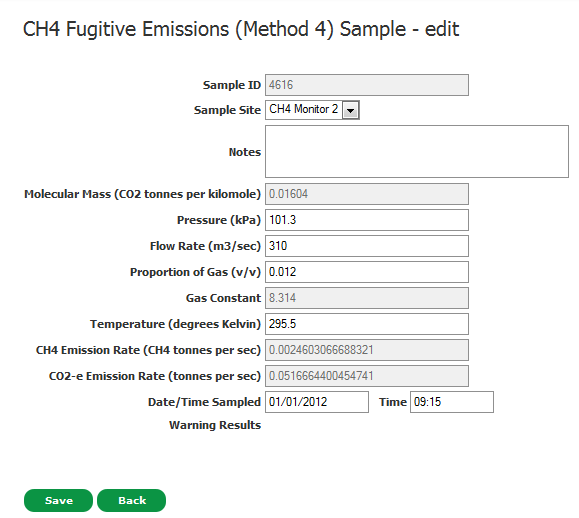 CH4 Fugitive Emissions (Method 4) Sample - edit
Sample ID 4616
Sample Site CH4 Monitor 2
Notes
Molecular Mass (CO2 tonnes per kilomole) 0.01604
Pressure (kPa) 101.3
Flow Rate (m3/sec) 310
Proportion of Gas (v/v) 0.012
Gas Constant 8.314
Temperature (degrees Kelvin) 295.5
CH4 Emission Rate (CH4 tonnes per sec) 0.0024603066688321
CO2-e Emission Rate (tonnes per sec) 0.0516664400454741
Date/Time Sampled 01/01/2012 Time 09:15
Warning Results
Save Back